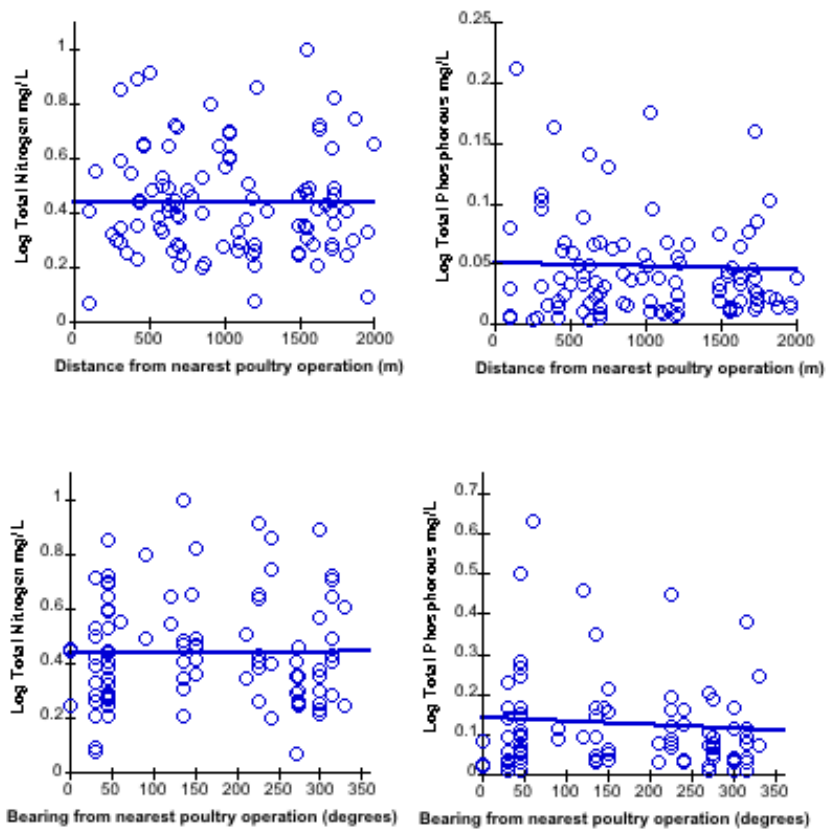 Log Total Nitrogen mg/L
1
0.8
0.6
0.4
0.2
0
0 500 1000 1500 2000
Distance from nearest poultry operation (m)
Log Total Phosphorous mg/L
0.25
0.2
0.15
0.1
0.05
0
0 500 1000 1500 2000
Distance from nearest poultry operation (m)
Log Total Nitrogen mg/L
1
0.8
0.6
0.4
0.2
0
0 50 100 150 200 250 300 350
Bearing from nearest poultry operation (degrees)
Log Total Phosphorous mg/L
0.7
0.6
0.5
0.4
0.3
0.2
0.1
0
0 50 100 150 200 250 300 350
Bearing from nearest poultry operation (degrees)